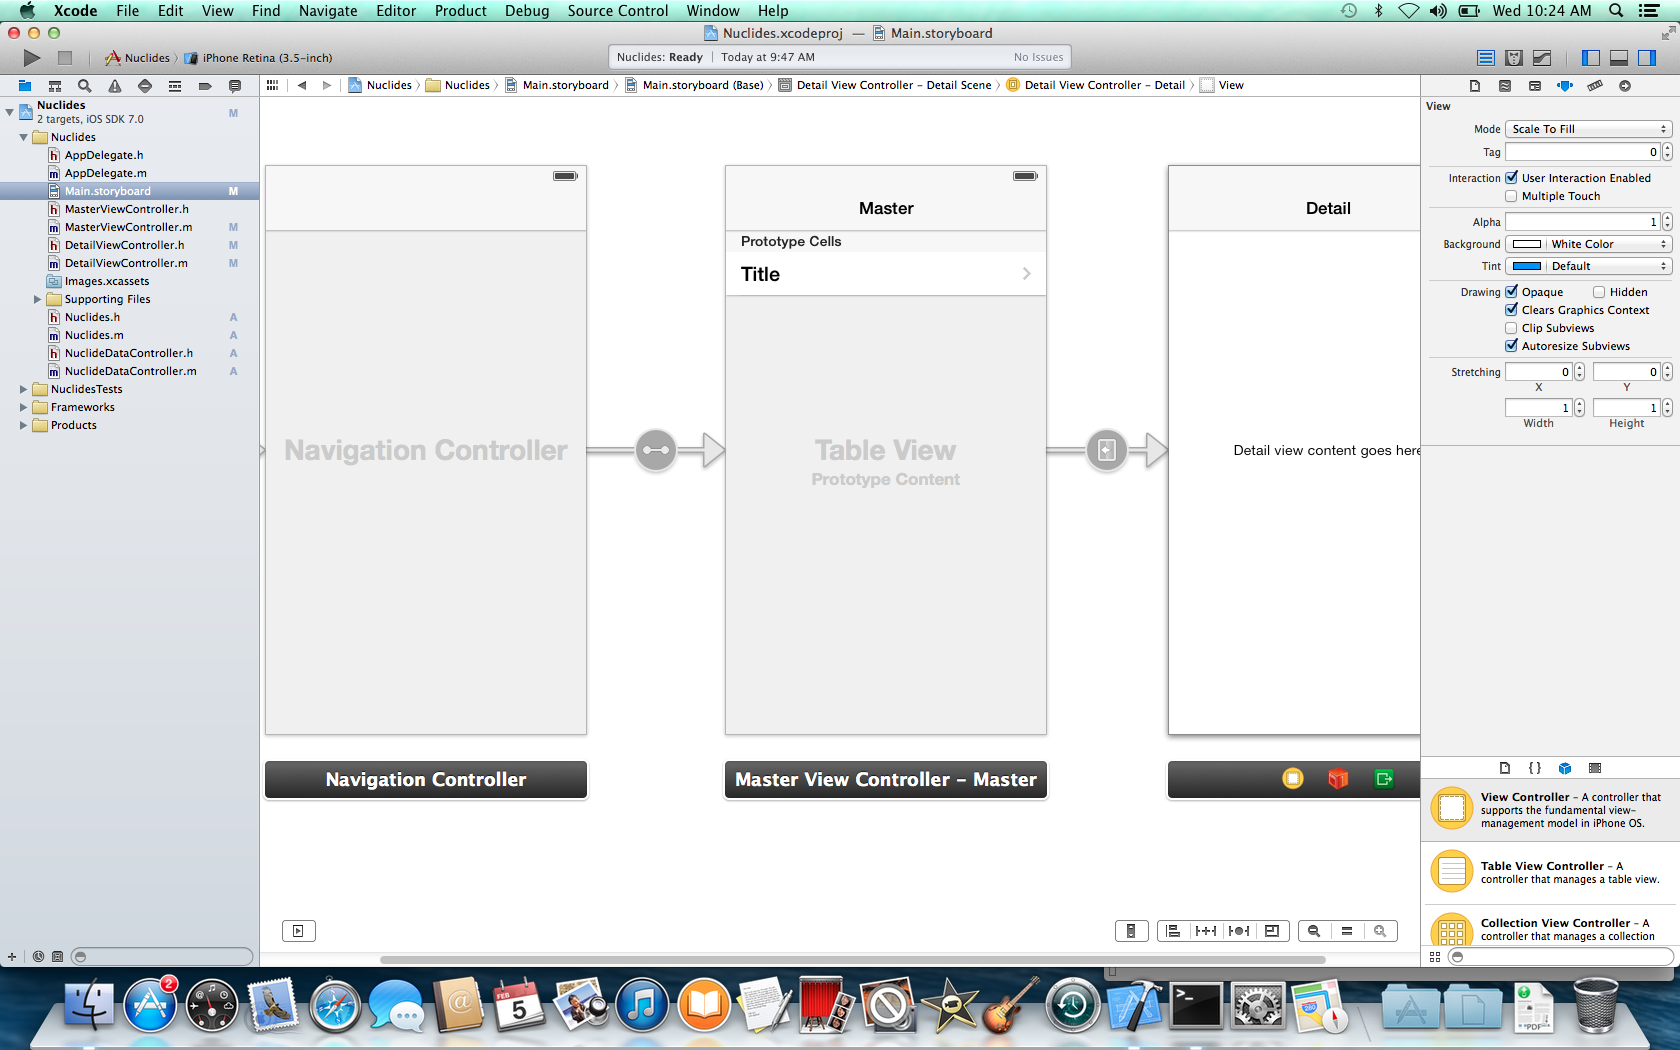 Xcode File Edit View Find Navigate Editor Product Debug Source Control Window Help Wed 10:24 AM
Nuclides.xcodeproj — Main.storyboard
Nuclides iPhone Retina (3.5-inch)
Nuclides: Ready Today at 9:47 AM No Issues
Nuclides Nuclides Main.storyboard Main.storyboard (Base) Detail View Controller – Detail Scene Detail View Controller – Detail View
Nuclides M
2 targets, iOS SDK 7.0
Nuclides
AppDelegate.h
AppDelegate.m
Main.storyboard M
MasterViewController.h
MasterViewController.m M
DetailViewController.h M
DetailViewController.m M
Images.xcassets
Supporting Files
Nuclides.h A
Nuclides.m A
NuclideDataController.h A
NuclideDataController.m A
NuclidesTests
Frameworks
Products
Navigation Controller
Navigation Controller
Master
Prototype Cells
Title
Table View
Prototype Content
Master View Controller – Master
Detail
Detail view content goes here
View
Mode Scale To Fill
Tag 0
Interaction User Interaction Enabled
Multiple Touch
Alpha 1
Background White Color
Tint Default
Drawing Opaque Hidden
Clears Graphics Context
Clip Subviews
Autoresize Subviews
Stretching 0 0
X Y
1 1
Width Height
{ }
View Controller – A controller that
supports the fundamental view-
management model in iPhone OS.
Table View Controller – A
controller that manages a table view.
Collection View Controller – A
controller that manages a collection
2
FEB
5
PDF